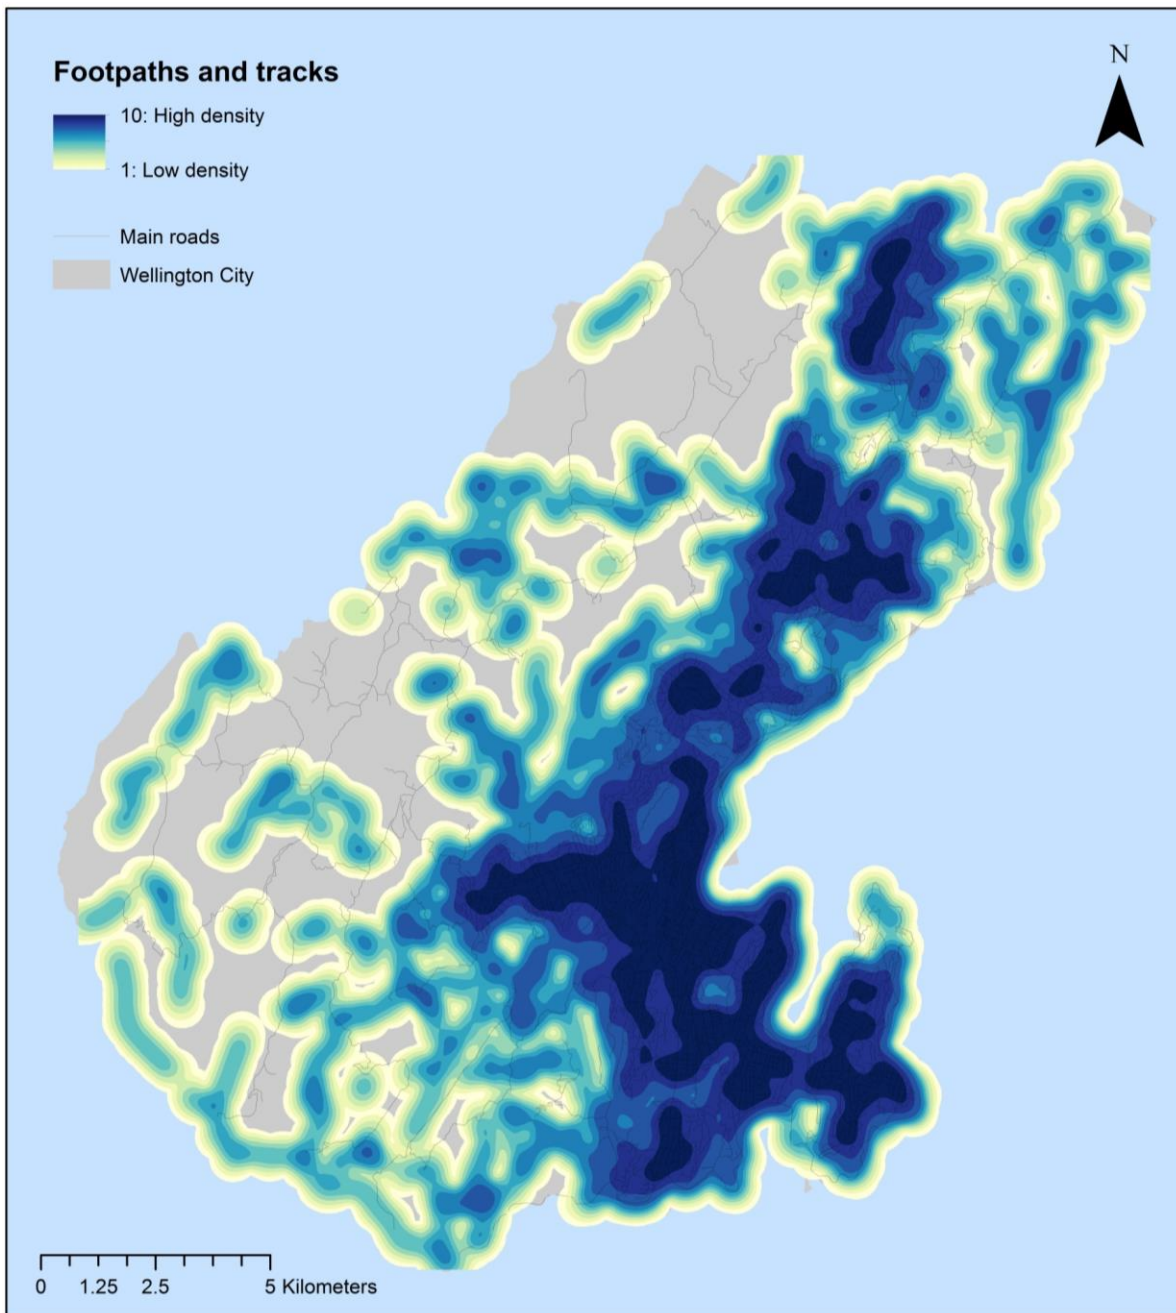 Footpaths and tracks
10: High density
1: Low density
Main roads
Wellington City
N
0 1.25 2.5 5 Kilometers